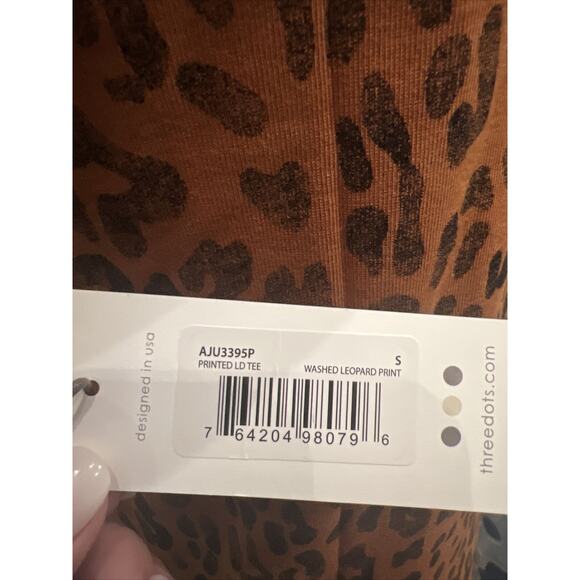 designed in usa
AJU3395P S
PRINTED LD TEE WASHED LEOPARD PRINT
7 64204 98079 6
threedots.com